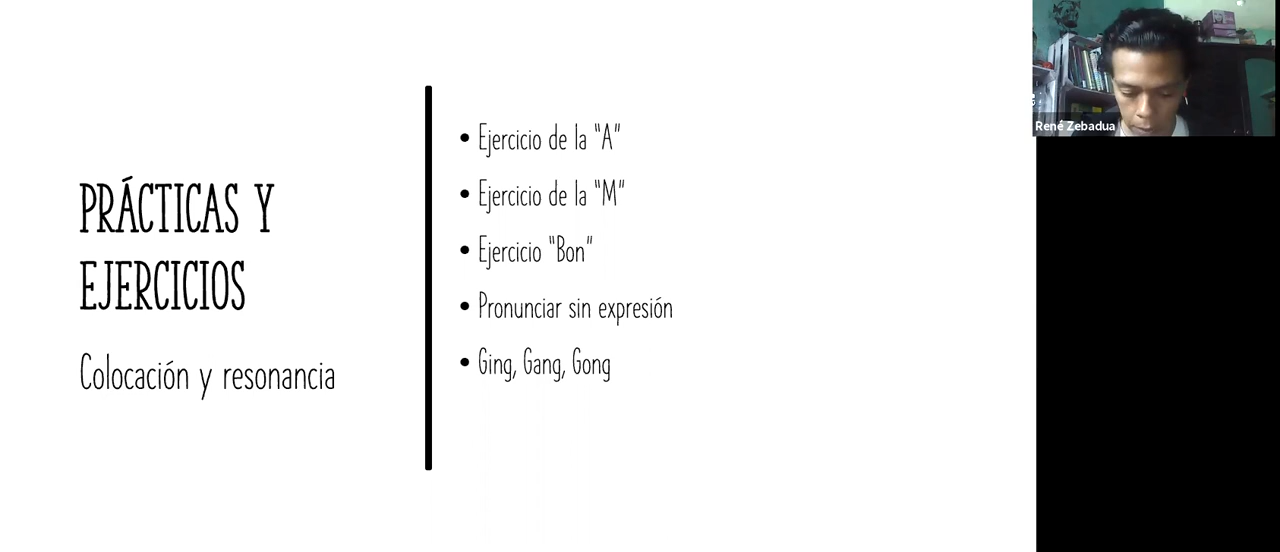 PRÁCTICAS Y
EJERCICIOS
Colocación y resonancia
• Ejercicio de la “A”
• Ejercicio de la “M”
• Ejercicio “Bon”
• Pronunciar sin expresión
• Ging, Gang, Gong
René Zebadua